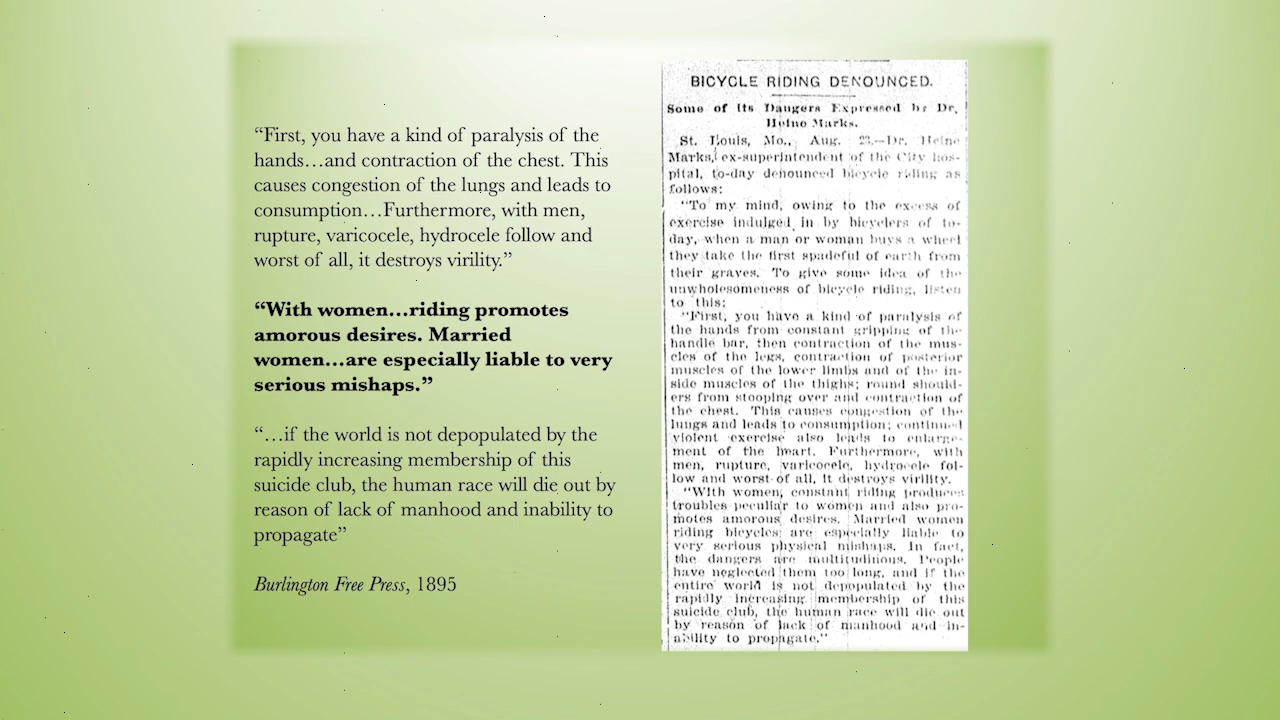 “First, you have a kind of paralysis of the
hands…and contraction of the chest. This
causes congestion of the lungs and leads to
consumption…Furthermore, with men,
rupture, varicocele, hydrocele follow and
worst of all, it destroys virility.”
“With women…riding promotes
amorous desires. Married
women…are especially liable to very
serious mishaps.”
“…if the world is not depopulated by the
rapidly increasing membership of this
suicide club, the human race will die out by
reason of lack of manhood and inability to
propagate”
Burlington Free Press, 1895
BICYCLE RIDING DENOUNCED.
Some of Its Dangers Expressed by Dr.
Heine Marks.
St. Louis, Mo., Aug. 23.—Dr. Heine
Marks, ex-superintendent of the City hos-
pital, to-day denounced bicycle riding as
follows:
“To my mind, owing to the excess of
exercise indulged in by bicyclers of to-
day, when a man or woman buys a wheel
they take the first spadeful of earth from
their graves. To give some idea of the
unwholesomeness of bicycle riding, listen
to this:
“First, you have a kind of paralysis of
the hands from constant gripping of the
handle bar, then contraction of the mus-
cles of the legs, contraction of posterior
muscles of the lower limbs and of the in-
side muscles of the thighs; round should-
ers from stooping over and contraction of
the chest. This causes congestion of the
lungs and leads to consumption; continued
violent exercise also leads to enlarge-
ment of the heart. Furthermore, with
men, rupture, varicocele, hydrocele fol-
low and worst of all, it destroys virility.
“With women, constant riding produces
troubles peculiar to women and also pro-
motes amorous desires. Married women
riding bicycles are especially liable to
very serious physical mishaps. In fact,
the dangers are multitudinous. People
have neglected them too long, and if the
entire world is not depopulated by the
rapidly increasing membership of this
suicide club, the human race will die out
by reason of lack of manhood and in-
ability to propagate.”